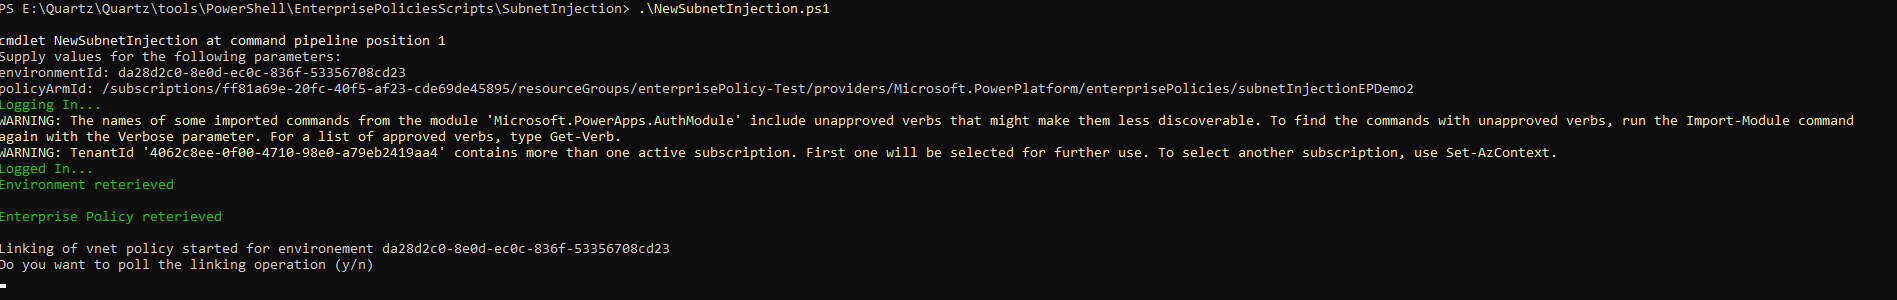 PS E:\Quartz\Quartz\tools\PowerShell\EnterprisePoliciesScripts\SubnetInjection> .\NewSubnetInjection.ps1
cmdlet NewSubnetInjection at command pipeline position 1
Supply values for the following parameters:
environmentId: da28d2c0-8e0d-ec0c-836f-53356708cd23
policyArmId: /subscriptions/ff81a69e-20fc-40f5-af23-cde69de45895/resourceGroups/enterprisePolicy-Test/providers/Microsoft.PowerPlatform/enterprisePolicies/subnetInjectionEPDemo2
Logging In...
WARNING: The names of some imported commands from the module 'Microsoft.PowerApps.AuthModule' include unapproved verbs that might make them less discoverable. To find the commands with unapproved verbs, run the Import-Module command
again with the Verbose parameter. For a list of approved verbs, type Get-Verb.
WARNING: TenantId '4062c8ee-0f00-4710-98e0-a79eb2419aa4' contains more than one active subscription. First one will be selected for further use. To select another subscription, use Set-AzContext.
Logged In...
Environment reterieved
Enterprise Policy reterieved
Linking of vnet policy started for environement da28d2c0-8e0d-ec0c-836f-53356708cd23
Do you want to poll the linking operation (y/n)